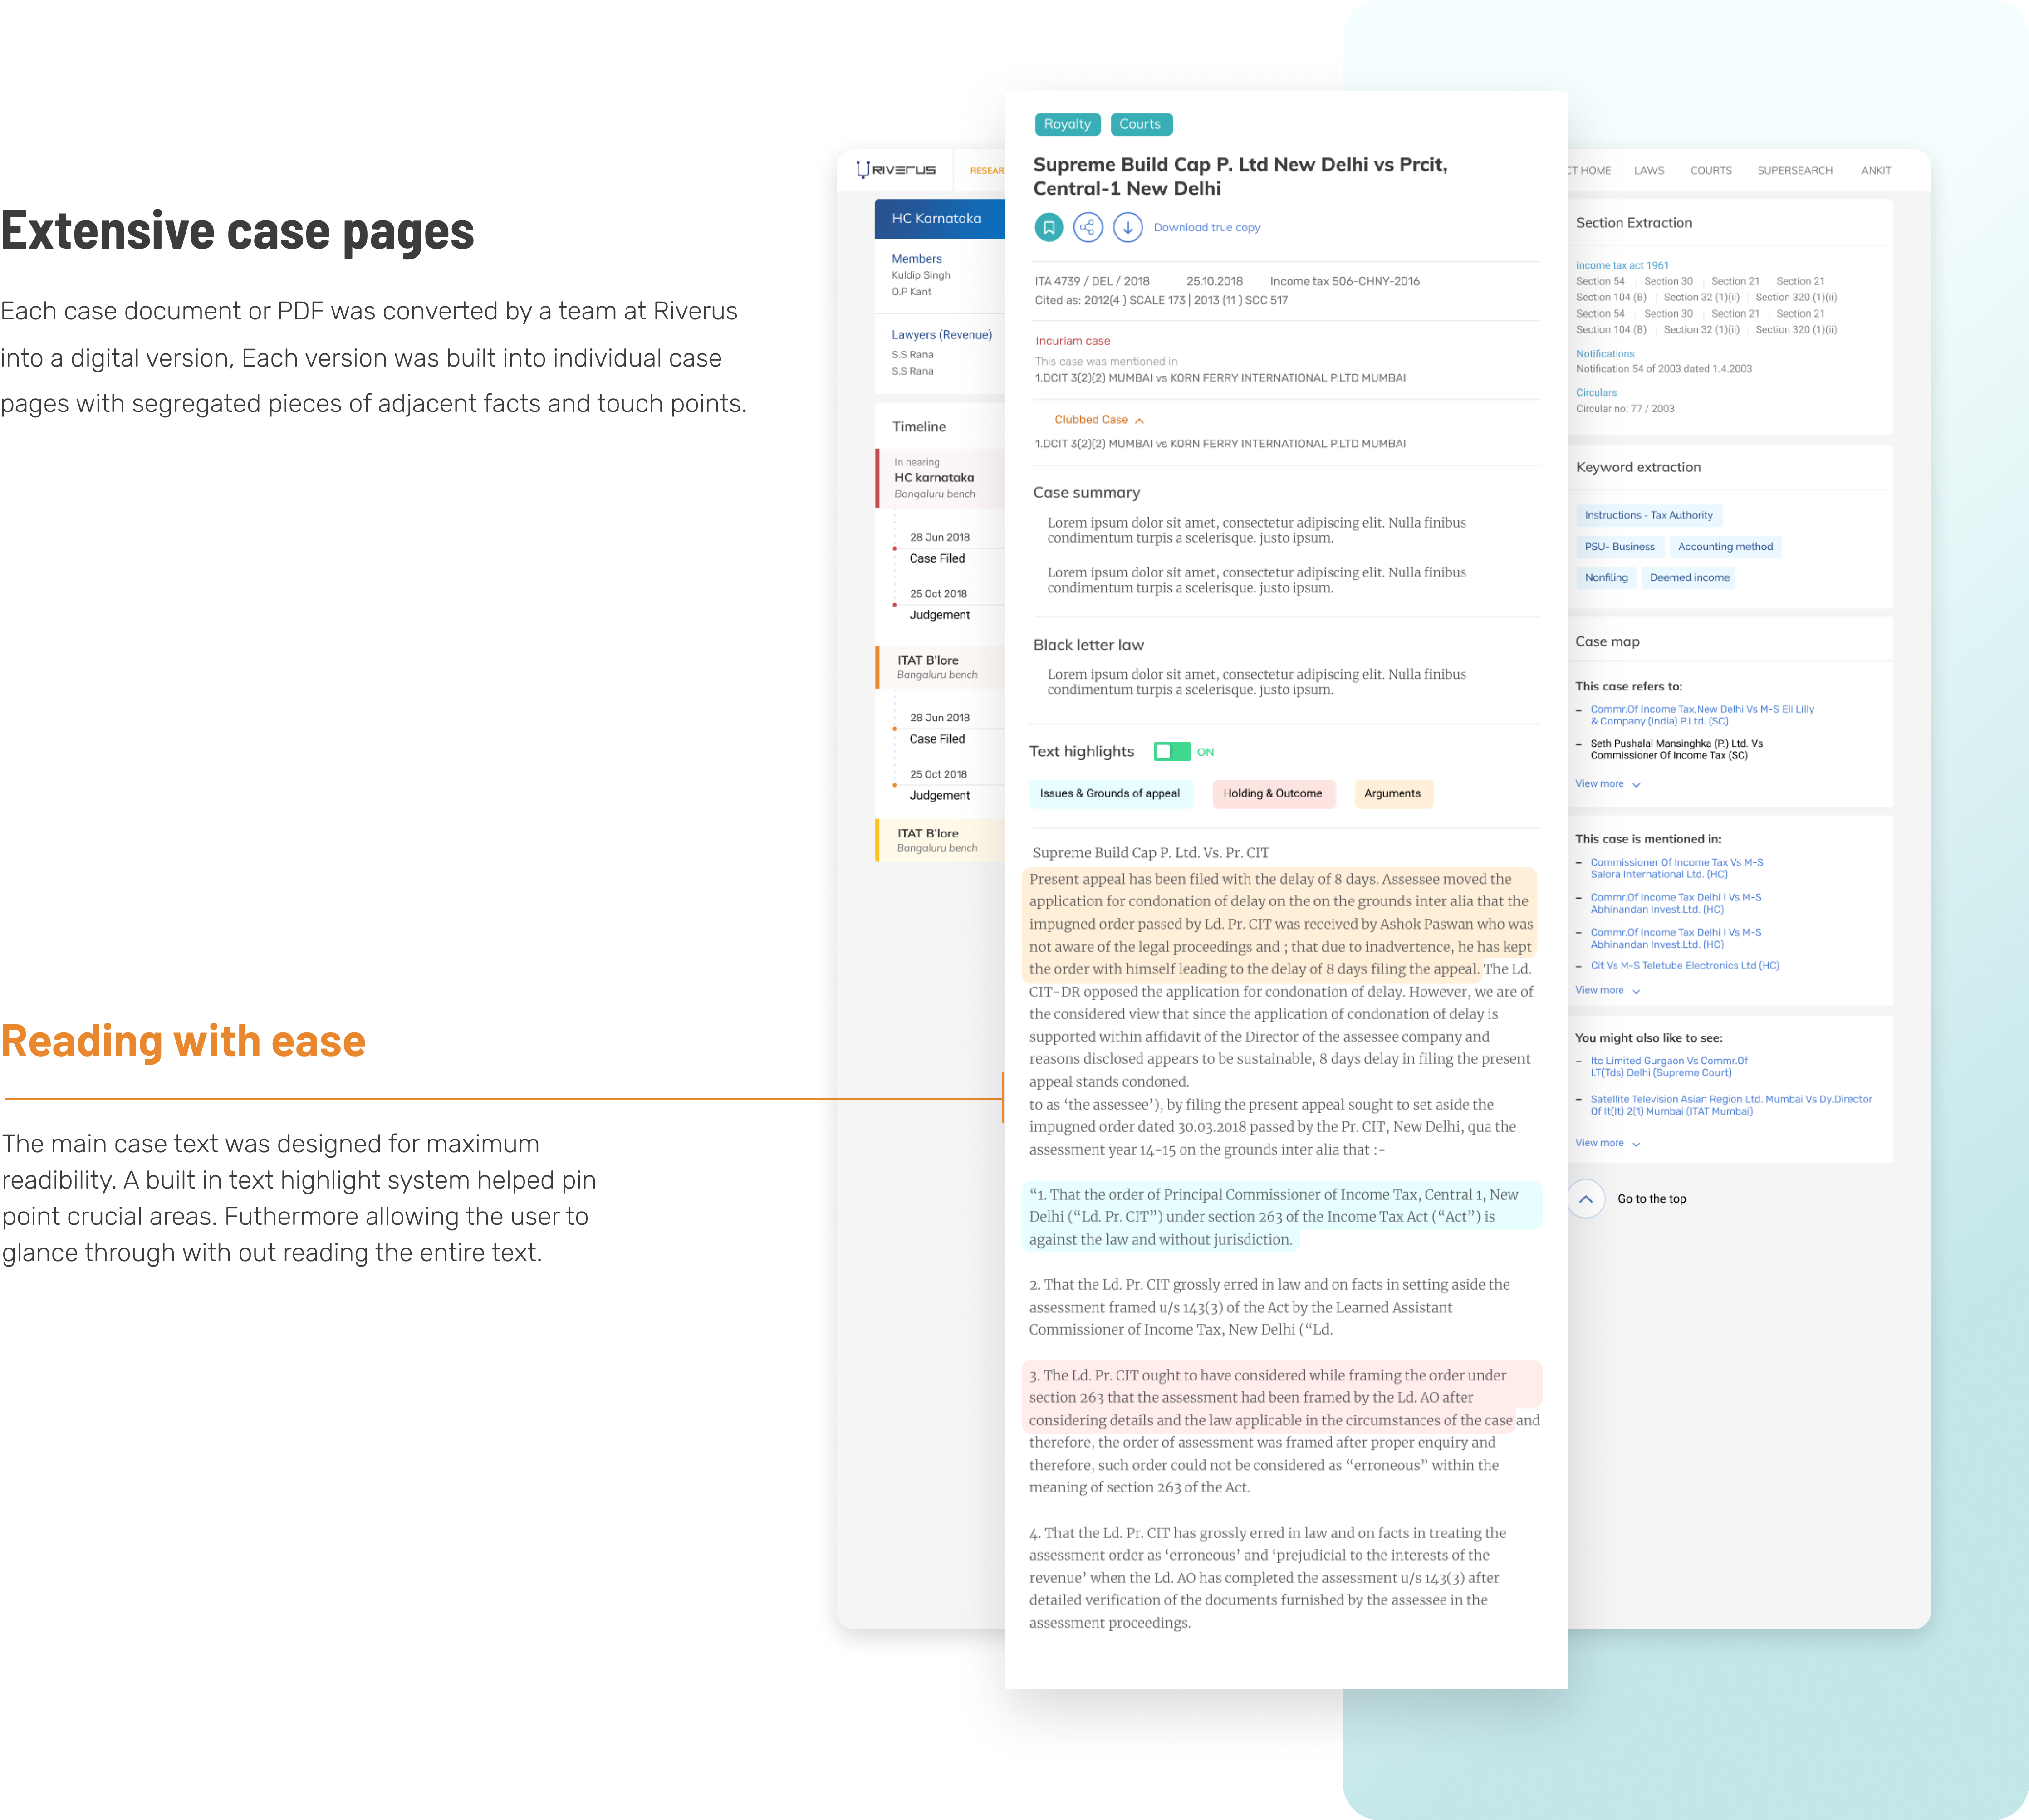 Extensive case pages
Each case document or PDF was converted by a team at Riverus
into a digital version, Each version was built into individual case
pages with segregated pieces of adjacent facts and touch points.
Reading with ease
The main case text was designed for maximum
readibility. A built in text highlight system helped pin
point crucial areas. Futhermore allowing the user to
glance through with out reading the entire text.
RIVERUS
RESEAR
HC Karnataka
Members
Kuldip Singh
O.P Kant
Lawyers (Revenue)
S.S Rana
S.S Rana
Timeline
In hearing
HC karnataka
Bangaluru bench
28 Jun 2018
Case Filed
25 Oct 2018
Judgement
ITAT B'lore
Bangaluru bench
28 Jun 2018
Case Filed
25 Oct 2018
Judgement
ITAT B'lore
Bangaluru bench
Royalty Courts
Supreme Build Cap P. Ltd New Delhi vs Prcit,
Central-1 New Delhi
Download true copy
ITA 4739 / DEL / 2018 25.10.2018 Income tax 506-CHNY-2016
Cited as: 2012(4 ) SCALE 173 | 2013 (11 ) SCC 517
Incuriam case
This case was mentioned in
1.DCIT 3(2)(2) MUMBAI vs KORN FERRY INTERNATIONAL P.LTD MUMBAI
Clubbed Case
1.DCIT 3(2)(2) MUMBAI vs KORN FERRY INTERNATIONAL P.LTD MUMBAI
Case summary
Lorem ipsum dolor sit amet, consectetur adipiscing elit. Nulla finibus
condimentum turpis a scelerisque. justo ipsum.
Lorem ipsum dolor sit amet, consectetur adipiscing elit. Nulla finibus
condimentum turpis a scelerisque. justo ipsum.
Black letter law
Lorem ipsum dolor sit amet, consectetur adipiscing elit. Nulla finibus
condimentum turpis a scelerisque. justo ipsum.
Text highlights ON
Issues & Grounds of appeal Holding & Outcome Arguments
Supreme Build Cap P. Ltd. Vs. Pr. CIT
Present appeal has been filed with the delay of 8 days. Assessee moved the
application for condonation of delay on the on the grounds inter alia that the
impugned order passed by Ld. Pr. CIT was received by Ashok Paswan who was
not aware of the legal proceedings and ; that due to inadvertence, he has kept
the order with himself leading to the delay of 8 days filing the appeal. The Ld.
CIT-DR opposed the application for condonation of delay. However, we are of
the considered view that since the application of condonation of delay is
supported within affidavit of the Director of the assessee company and
reasons disclosed appears to be sustainable, 8 days delay in filing the present
appeal stands condoned.
to as ‘the assessee’), by filing the present appeal sought to set aside the
impugned order dated 30.03.2018 passed by the Pr. CIT, New Delhi, qua the
assessment year 14-15 on the grounds inter alia that :-
“1. That the order of Principal Commissioner of Income Tax, Central 1, New
Delhi (“Ld. Pr. CIT”) under section 263 of the Income Tax Act (“Act”) is
against the law and without jurisdiction.
2. That the Ld. Pr. CIT grossly erred in law and on facts in setting aside the
assessment framed u/s 143(3) of the Act by the Learned Assistant
Commissioner of Income Tax, New Delhi (“Ld.
3. The Ld. Pr. CIT ought to have considered while framing the order under
section 263 that the assessment had been framed by the Ld. AO after
considering details and the law applicable in the circumstances of the case and
therefore, the order of assessment was framed after proper enquiry and
therefore, such order could not be considered as “erroneous” within the
meaning of section 263 of the Act.
4. That the Ld. Pr. CIT has grossly erred in law and on facts in treating the
assessment order as ‘erroneous’ and ‘prejudicial to the interests of the
revenue’ when the Ld. AO has completed the assessment u/s 143(3) after
detailed verification of the documents furnished by the assessee in the
assessment proceedings.
CT HOME LAWS COURTS SUPERSEARCH ANKIT
Section Extraction
income tax act 1961
Section 54 | Section 30 | Section 21 Section 21
Section 104 (B) | Section 32 (1)(ii) | Section 320 (1)(ii)
Section 54 | Section 30 | Section 21 | Section 21
Section 104 (B) | Section 32 (1)(ii) | Section 320 (1)(ii)
Notifications
Notification 54 of 2003 dated 1.4.2003
Circulars
Circular no: 77 / 2003
Keyword extraction
Instructions - Tax Authority
PSU- Business Accounting method
Nonfiling Deemed income
Case map
This case refers to:
– Commr.Of Income Tax,New Delhi Vs M-S Eli Lilly
& Company (India) P.Ltd. (SC)
– Seth Pushalal Mansinghka (P.) Ltd. Vs
Commissioner Of Income Tax (SC)
View more
This case is mentioned in:
– Commissioner Of Income Tax Vs M-S
Salora International Ltd. (HC)
– Commr.Of Income Tax Delhi I Vs M-S
Abhinandan Invest.Ltd. (HC)
– Commr.Of Income Tax Delhi I Vs M-S
Abhinandan Invest.Ltd. (HC)
– Cit Vs M-S Teletube Electronics Ltd (HC)
View more
You might also like to see:
– Itc Limited Gurgaon Vs Commr.Of
I.T(Tds) Delhi (Supreme Court)
– Satellite Television Asian Region Ltd. Mumbai Vs Dy.Director
Of It(It) 2(1) Mumbai (ITAT Mumbai)
View more
Go to the top